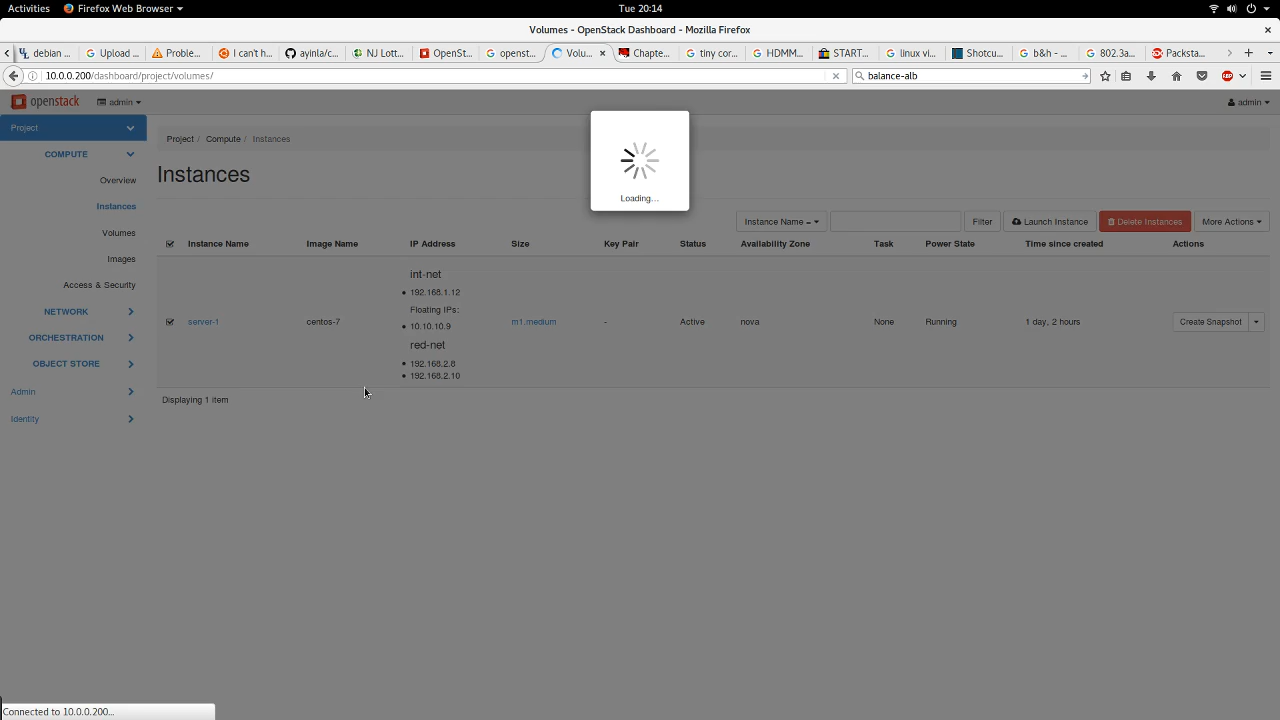 Activities Firefox Web Browser Tue 20:14
Volumes - OpenStack Dashboard - Mozilla Firefox
debian ... Upload ... Proble... I can't h... ayinla/c... NJ Lott... OpenSt... openst... Volu... Chapte... tiny cor... HDMM... START... linux vi... Shotcu... b&h - ... 802.3a... Packsta...
10.0.0.200/dashboard/project/volumes/ balance-alb
openstack admin admin
Project Project / Compute / Instances
COMPUTE
Loading...
Overview
Instances
Instances
Volumes
Images
Access & Security
NETWORK
ORCHESTRATION
OBJECT STORE
Admin
Identity
Instance Name = Filter Launch Instance Delete Instances More Actions
Instance Name Image Name IP Address Size Key Pair Status Availability Zone Task Power State Time since created Actions
int-net
192.168.1.12
Floating IPs:
10.10.10.9
red-net
192.168.2.8
192.168.2.10
server-1 centos-7 m1.medium - Active nova None Running 1 day, 2 hours Create Snapshot
Displaying 1 item
Connected to 10.0.0.200...